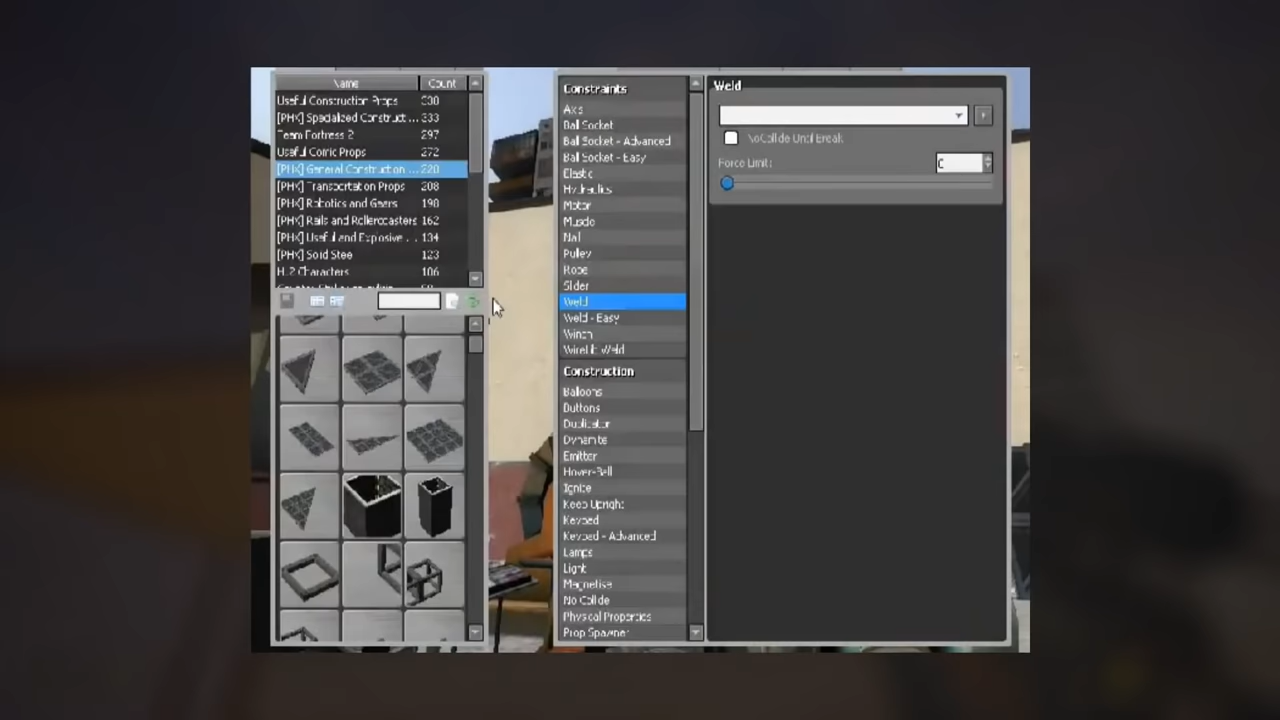 Name Count
Useful Construction Props 330
[PHX] Specialized Construct ... 333
Team Fortress 2 297
Useful Comic Props 272
[PHX] General Construction ... 220
[PHX] Transportation Props 208
[PHX] Robotics and Gears 198
[PHX] Rails and Rollercoasters 162
[PHX] Useful and Explosive ... 134
[PHX] Solid Steel 123
HL2 Characters 106
Constraints
Axis
Ball Socket
Ball Socket - Advanced
Ball Socket - Easy
Elastic
Hydraulics
Motor
Muscle
Nail
Pulley
Rope
Slider
Weld
Weld - Easy
Winch
Wire Weld
Construction
Balloons
Buttons
Duplicator
Dynamite
Emitter
Hover-Ball
Ignite
Keep Upright
Keypad
Keypad - Advanced
Lamps
Light
Magnetise
No Collide
Physical Properties
Prop Spawner
Weld
NoCollide Until Break
Force Limit: